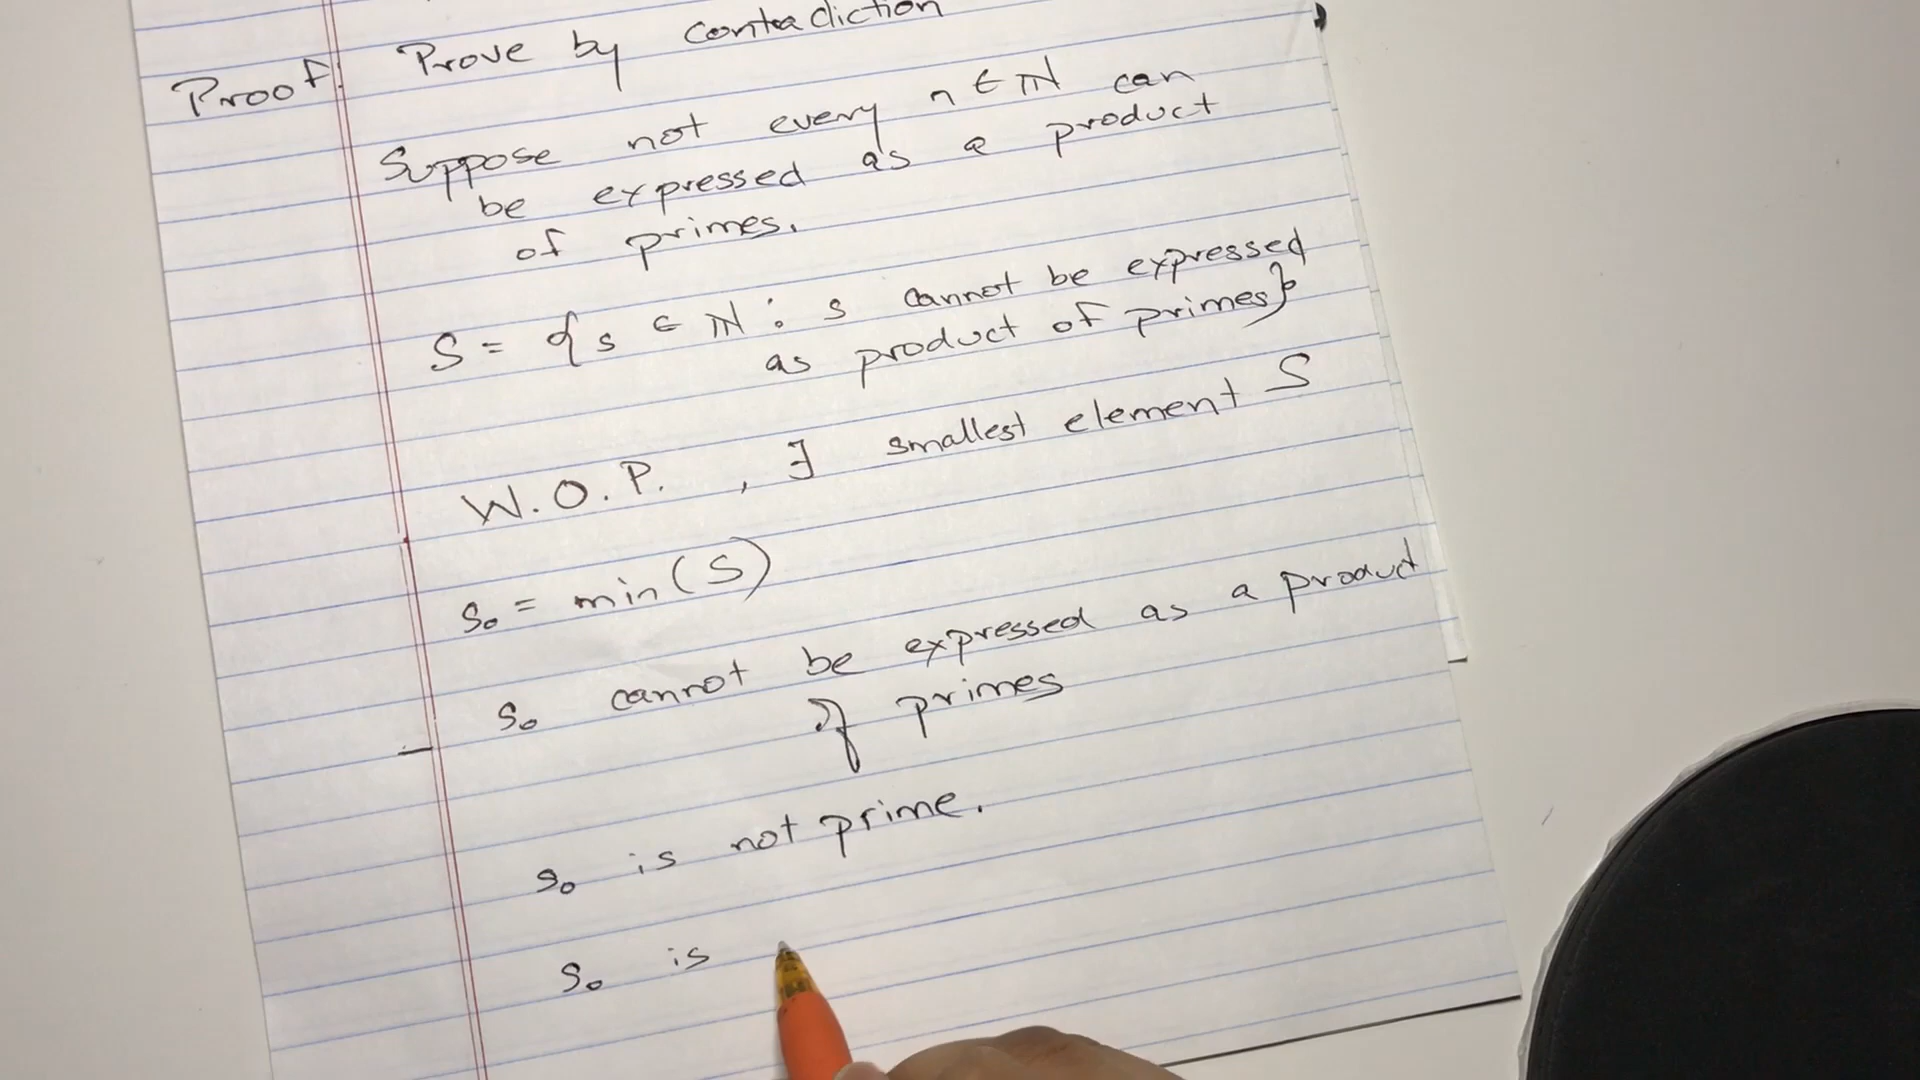 Proof: Prove by contradiction
Suppose not every n ∈ ℕ can
be expressed as a product
of primes.
S = {s ∈ ℕ : s cannot be expressed
as product of primes}
W.O.P. , ∃ smallest element S
s₀ = min(S)
s₀ cannot be expressed as a product
of primes
s₀ is not prime.
s₀ is